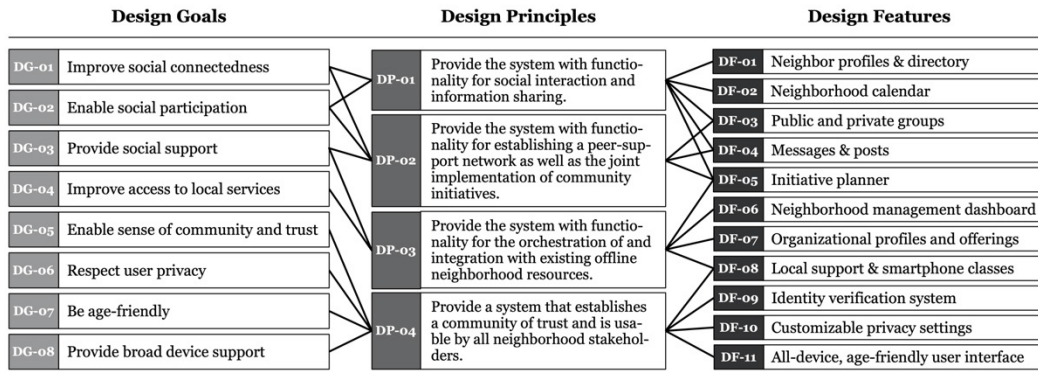 Design Goals
Design Principles
Design Features
DG-01 Improve social connectedness
DG-02 Enable social participation
DG-03 Provide social support
DG-04 Improve access to local services
DG-05 Enable sense of community and trust
DG-06 Respect user privacy
DG-07 Be age-friendly
DG-08 Provide broad device support
DP-01
Provide the system with functio-
nality for social interaction and
information sharing.
DP-02
Provide the system with functio-
nality for establishing a peer-sup-
port network as well as the joint
implementation of community
initiatives.
DP-03
Provide the system with functio-
nality for the orchestration of and
integration with existing offline
neighborhood resources.
DP-04
Provide a system that establishes
a community of trust and is usa-
ble by all neighborhood stakehol-
ders.
DF-01 Neighbor profiles & directory
DF-02 Neighborhood calendar
DF-03 Public and private groups
DF-04 Messages & posts
DF-05 Initiative planner
DF-06 Neighborhood management dashboard
DF-07 Organizational profiles and offerings
DF-08 Local support & smartphone classes
DF-09 Identity verification system
DF-10 Customizable privacy settings
DF-11 All-device, age-friendly user interface